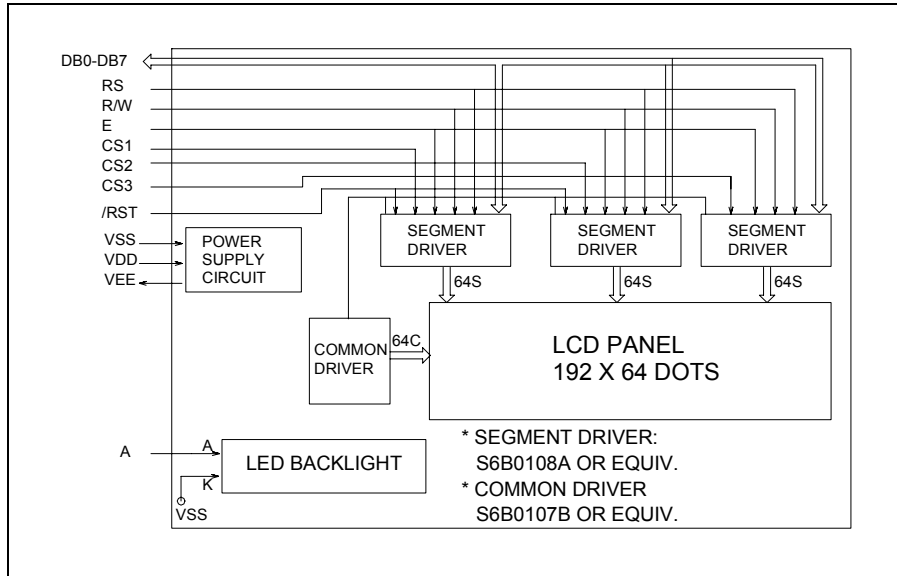 DB0-DB7
RS
R/W
E
CS1
CS2
CS3
/RST
VSS
VDD
VEE
POWER
SUPPLY
CIRCUIT
SEGMENT
DRIVER
SEGMENT
DRIVER
SEGMENT
DRIVER
64S
64S
64S
COMMON
DRIVER
64C
LCD PANEL
192 X 64 DOTS
A
A
K
VSS
LED BACKLIGHT
* SEGMENT DRIVER:
S6B0108A OR EQUIV.
* COMMON DRIVER
S6B0107B OR EQUIV.